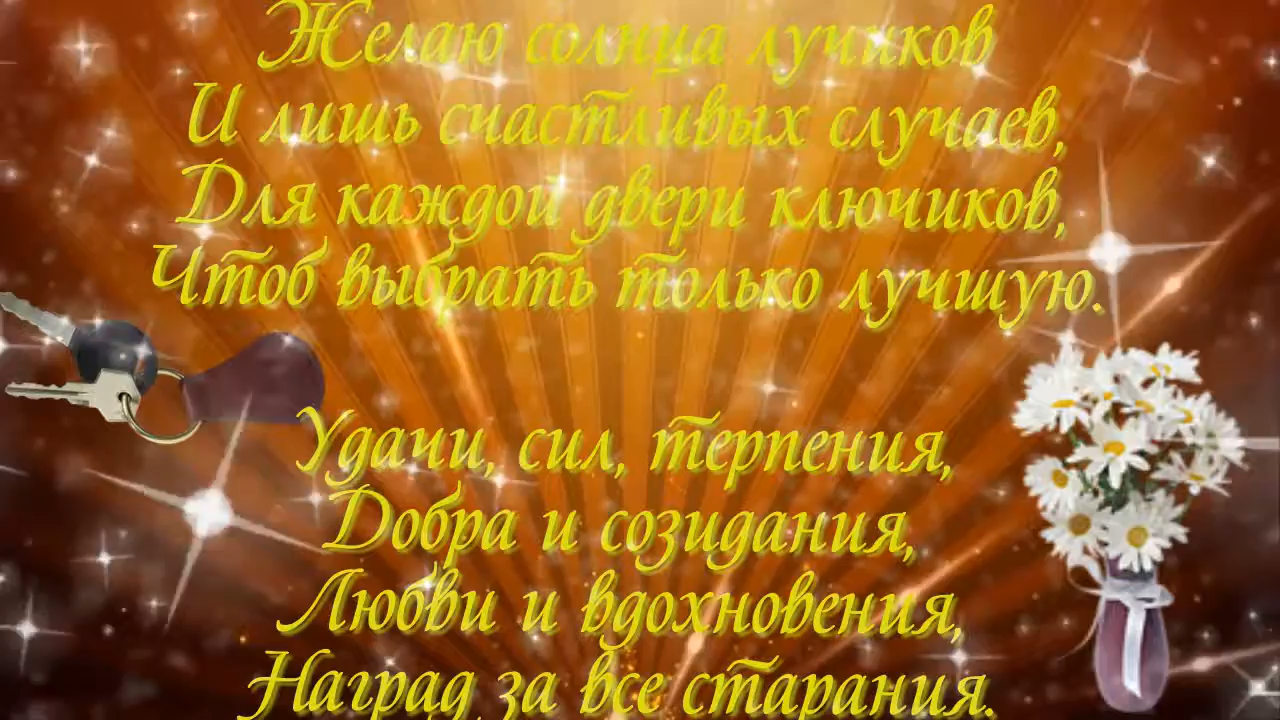 Желаю солнца лучиков
И лишь счастливых случаев,
Для каждой двери ключиков,
Чтоб выбрать только лучшую.
Удачи, сил, терпения,
Добра и созидания,
Любви и вдохновения,
Наград за все старания.